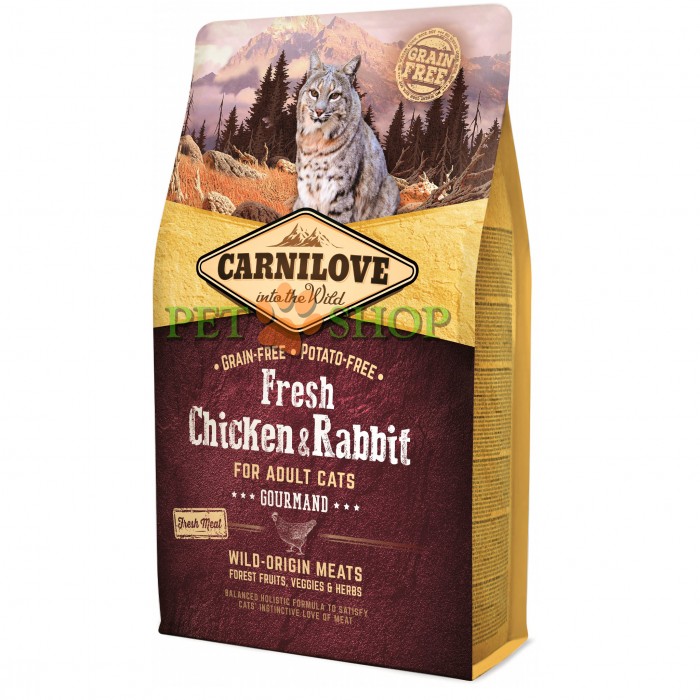 GRAIN
FREE
CARNILOVE
into the Wild
PET SHOP
• GRAIN-FREE • POTATO-FREE •
Fresh
Chicken & Rabbit
FOR ADULT CATS
*** GOURMAND ***
Fresh Meat
WILD-ORIGIN MEATS
FOREST FRUITS, VEGGIES & HERBS
BALANCED HOLISTIC FORMULA TO SATISFY
CATS' INSTINCTIVE LOVE OF MEAT